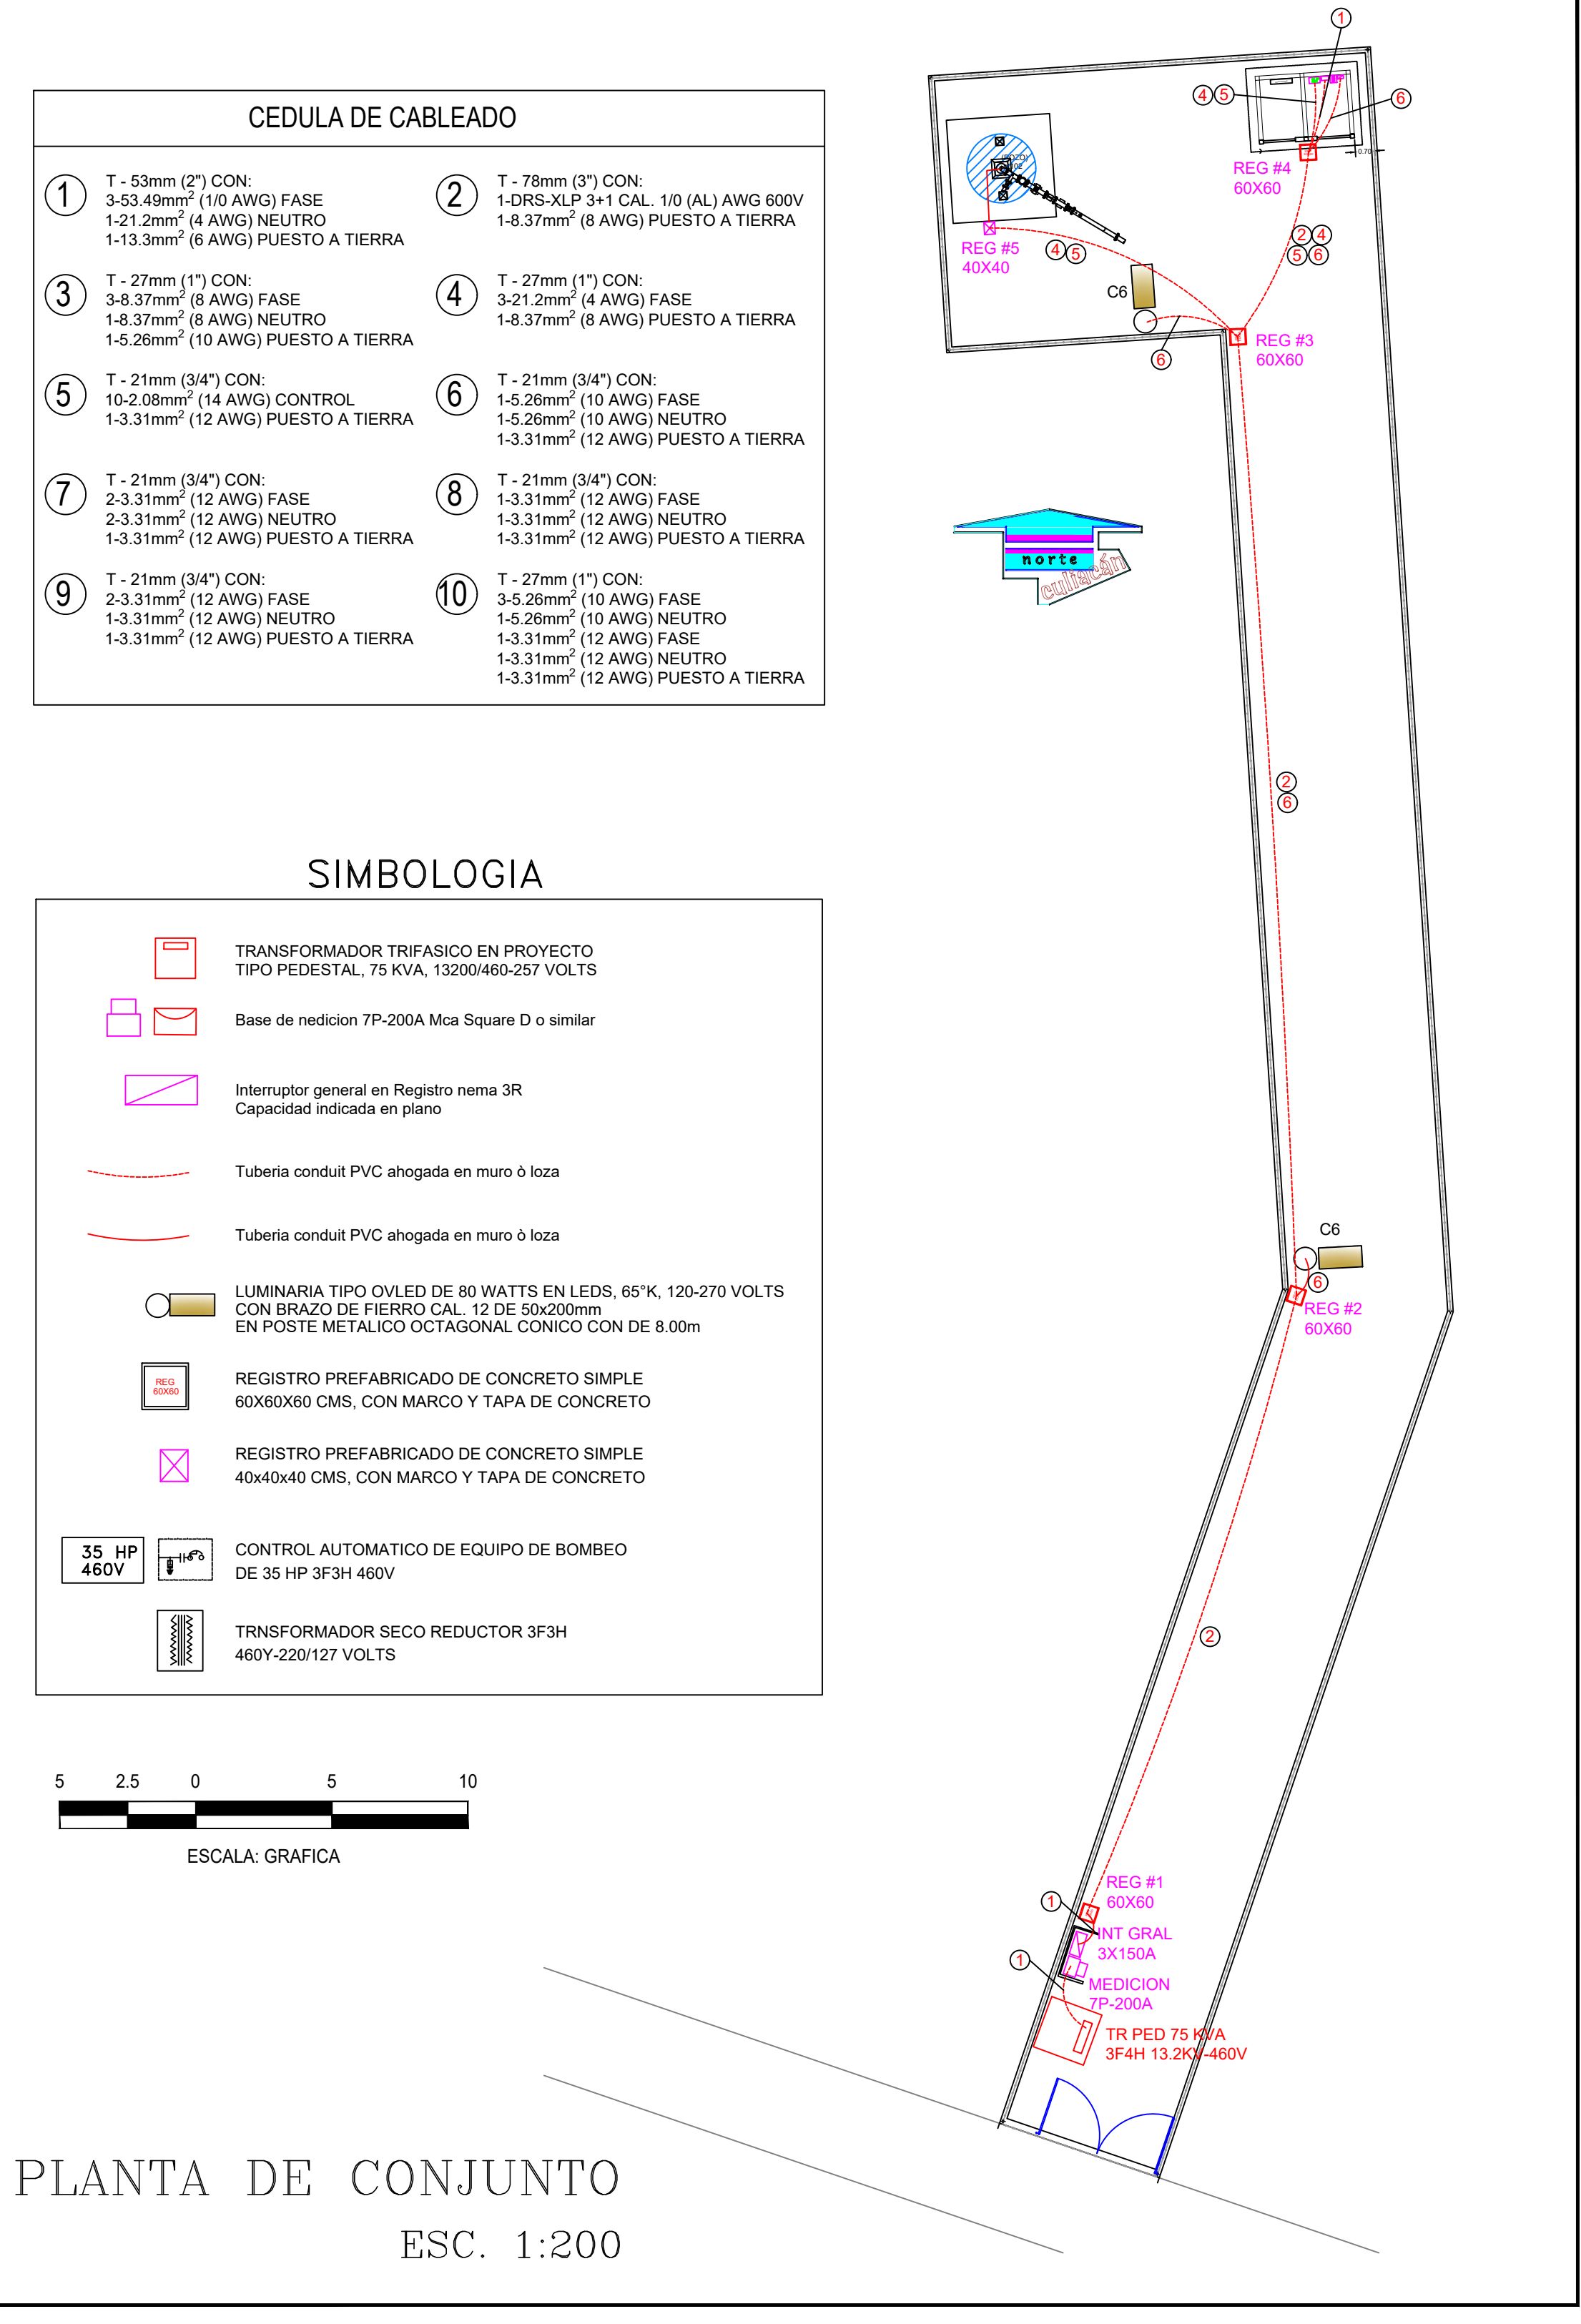 CEDULA DE CABLEADO
1
T - 53mm (2") CON:
3-53.49mm² (1/0 AWG) FASE
1-21.2mm² (4 AWG) NEUTRO
1-13.3mm² (6 AWG) PUESTO A TIERRA
2
T - 78mm (3") CON:
1-DRS-XLP 3+1 CAL. 1/0 (AL) AWG 600V
1-8.37mm² (8 AWG) PUESTO A TIERRA
3
T - 27mm (1") CON:
3-8.37mm² (8 AWG) FASE
1-8.37mm² (8 AWG) NEUTRO
1-5.26mm² (10 AWG) PUESTO A TIERRA
4
T - 27mm (1") CON:
3-21.2mm² (4 AWG) FASE
1-8.37mm² (8 AWG) PUESTO A TIERRA
5
T - 21mm (3/4") CON:
10-2.08mm² (14 AWG) CONTROL
1-3.31mm² (12 AWG) PUESTO A TIERRA
6
T - 21mm (3/4") CON:
1-5.26mm² (10 AWG) FASE
1-5.26mm² (10 AWG) NEUTRO
1-3.31mm² (12 AWG) PUESTO A TIERRA
7
T - 21mm (3/4") CON:
2-3.31mm² (12 AWG) FASE
2-3.31mm² (12 AWG) NEUTRO
1-3.31mm² (12 AWG) PUESTO A TIERRA
8
T - 21mm (3/4") CON:
1-3.31mm² (12 AWG) FASE
1-3.31mm² (12 AWG) NEUTRO
1-3.31mm² (12 AWG) PUESTO A TIERRA
9
T - 21mm (3/4") CON:
2-3.31mm² (12 AWG) FASE
1-3.31mm² (12 AWG) NEUTRO
1-3.31mm² (12 AWG) PUESTO A TIERRA
10
T - 27mm (1") CON:
3-5.26mm² (10 AWG) FASE
1-5.26mm² (10 AWG) NEUTRO
1-3.31mm² (12 AWG) FASE
1-3.31mm² (12 AWG) NEUTRO
1-3.31mm² (12 AWG) PUESTO A TIERRA
SIMBOLOGIA
TRANSFORMADOR TRIFASICO EN PROYECTO
TIPO PEDESTAL, 75 KVA, 13200/460-257 VOLTS
Base de nedicion 7P-200A Mca Square D o similar
Interruptor general en Registro nema 3R
Capacidad indicada en plano
Tuberia conduit PVC ahogada en muro ò loza
Tuberia conduit PVC ahogada en muro ò loza
LUMINARIA TIPO OVLED DE 80 WATTS EN LEDS, 65°K, 120-270 VOLTS
CON BRAZO DE FIERRO CAL. 12 DE 50x200mm
EN POSTE METALICO OCTAGONAL CONICO CON DE 8.00m
REG
60X60
REGISTRO PREFABRICADO DE CONCRETO SIMPLE
60X60X60 CMS, CON MARCO Y TAPA DE CONCRETO
REGISTRO PREFABRICADO DE CONCRETO SIMPLE
40x40x40 CMS, CON MARCO Y TAPA DE CONCRETO
35 HP
460V
CONTROL AUTOMATICO DE EQUIPO DE BOMBEO
DE 35 HP 3F3H 460V
TRNSFORMADOR SECO REDUCTOR 3F3H
460Y-220/127 VOLTS
5 2.5 0 5 10
ESCALA: GRAFICA
PLANTA DE CONJUNTO
ESC. 1:200
1
4 5
6
0.70
REG #4
60X60
REG #5
40X40
4 5
2 4
5 6
C6
6
REG #3
60X60
norte
culiacán
2
6
C6
6
REG #2
60X60
2
REG #1
60X60
1
INT GRAL
3X150A
1
MEDICION
7P-200A
TR PED 75 KVA
3F4H 13.2KV-460V